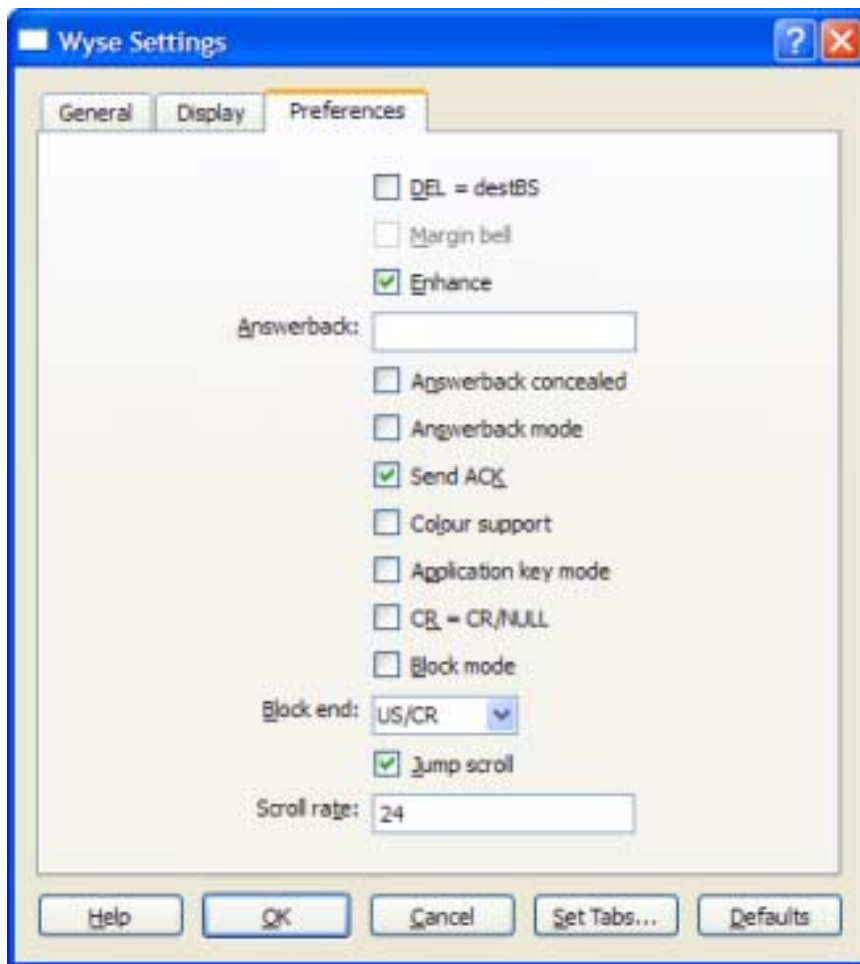 Wyse Settings
General Display Preferences
DEL = destBS
Margin bell
Enhance
Answerback:
Answerback concealed
Answerback mode
Send ACK
Colour support
Application key mode
CR = CR/NULL
Block mode
Block end: US/CR
Jump scroll
Scroll rate: 24
Help OK Cancel Set Tabs... Defaults